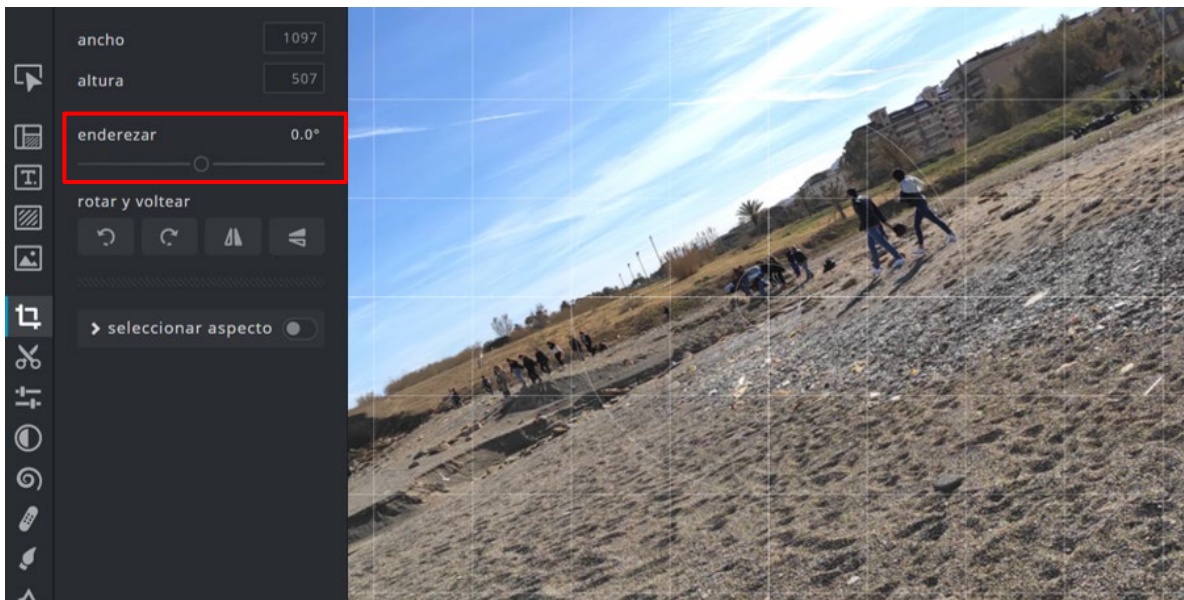 ancho 1097
altura 507
enderezar 0.0°
rotar y voltear
seleccionar aspecto